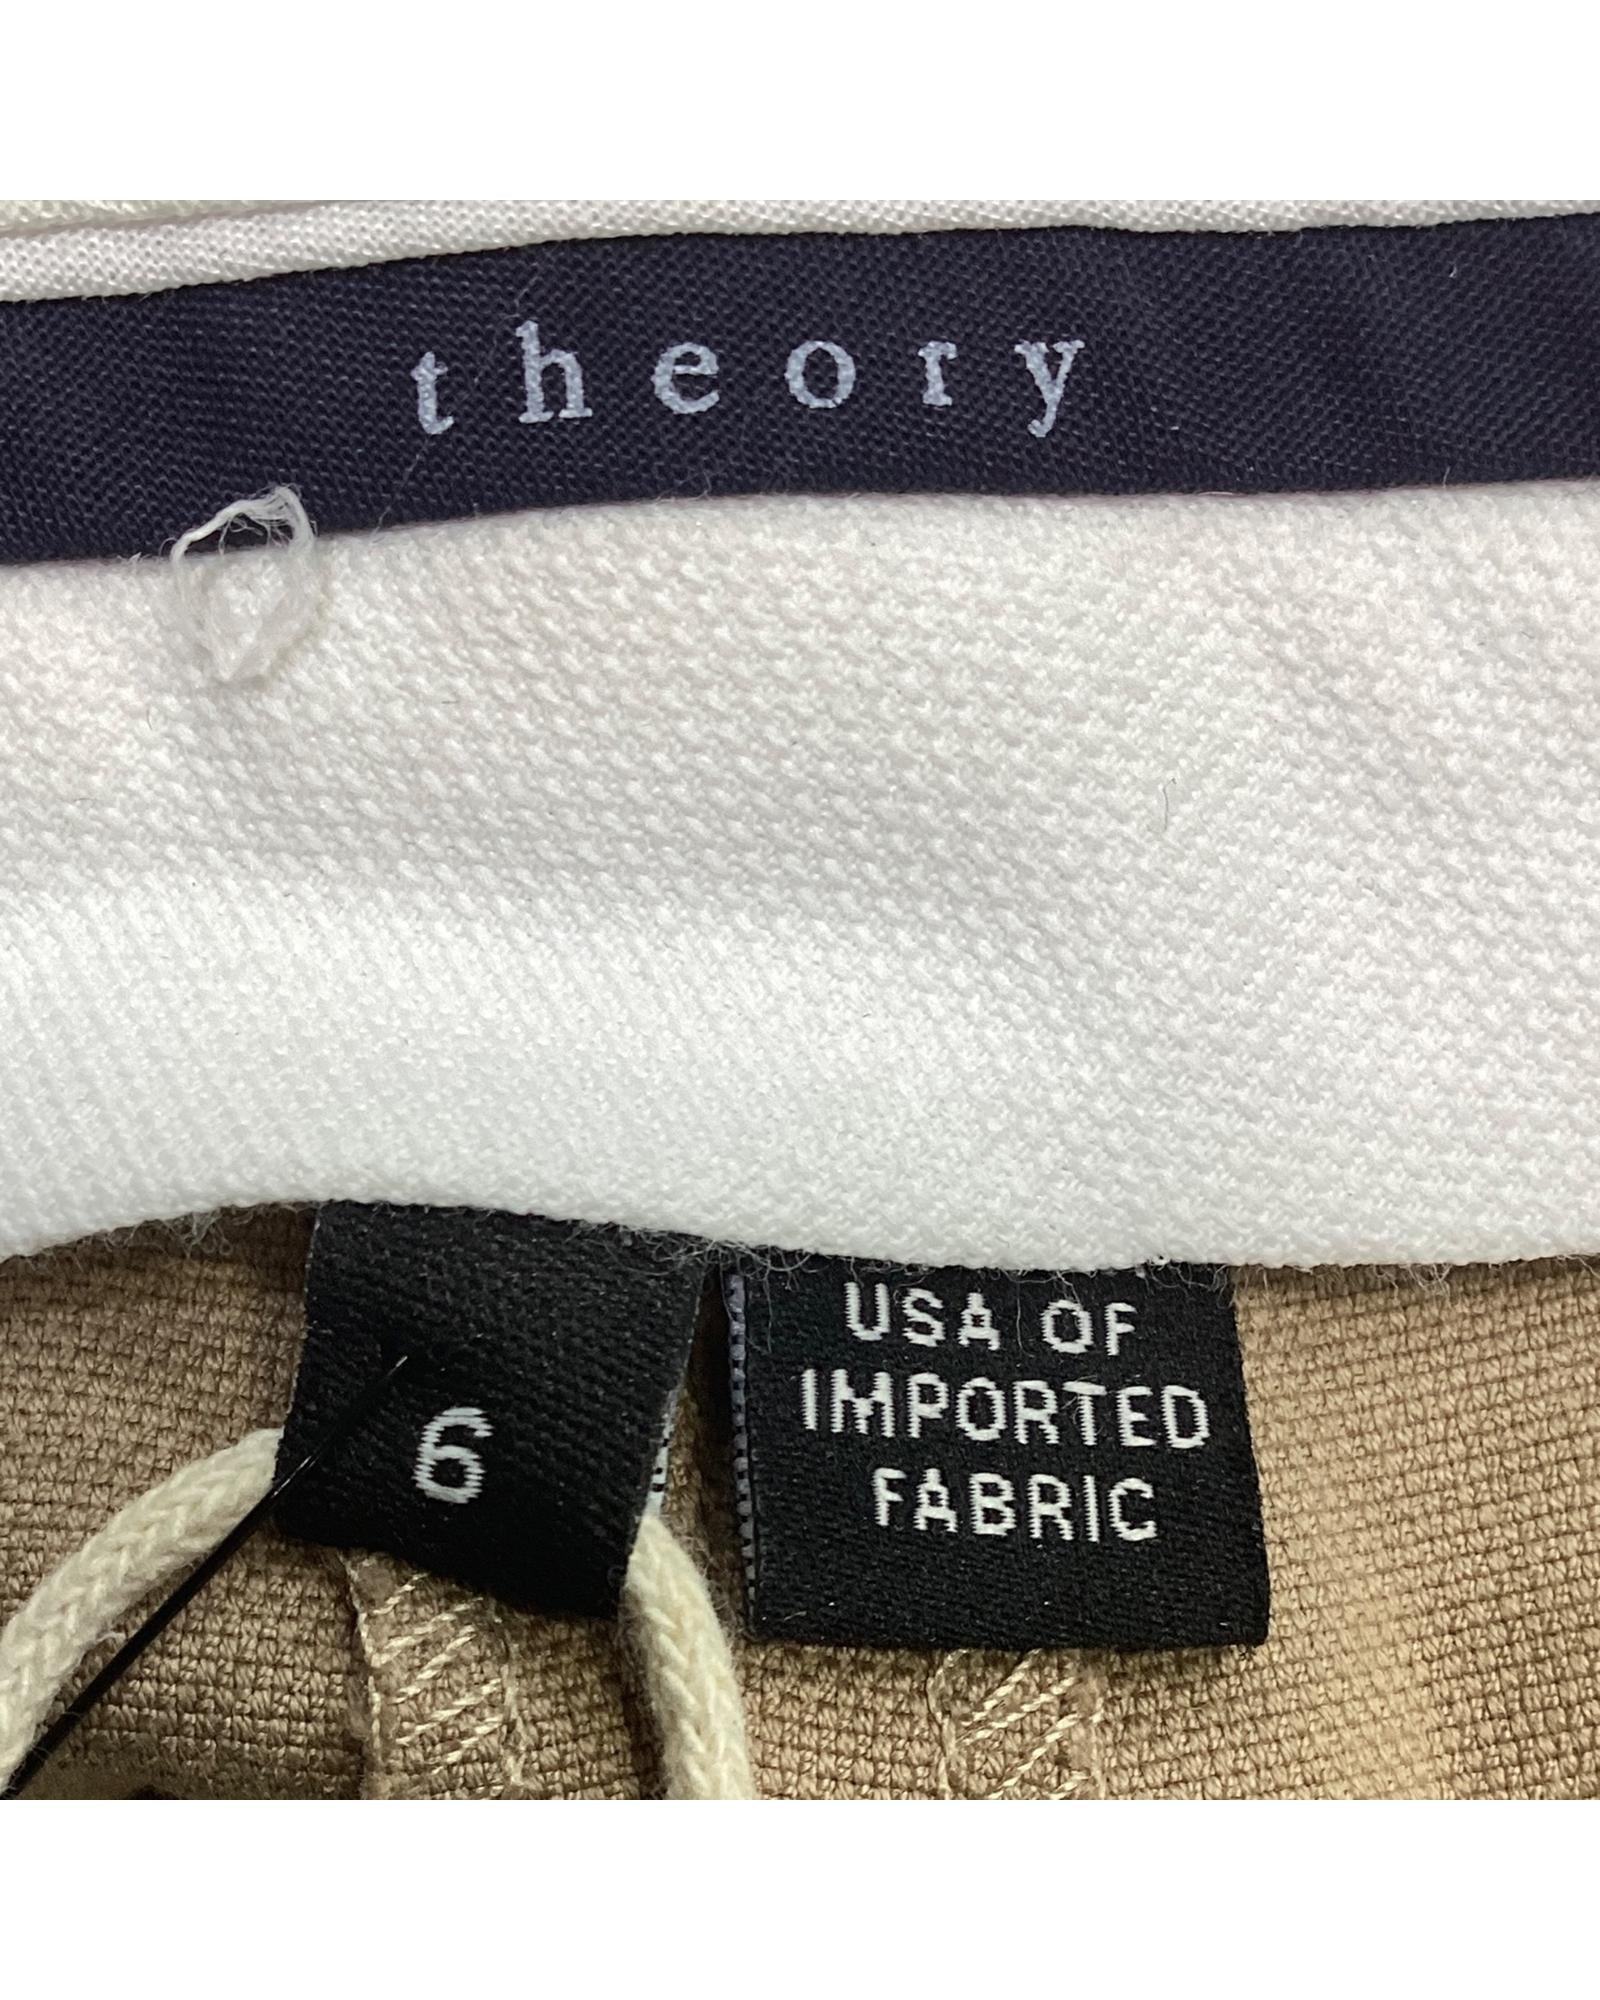 theory
6
USA OF
IMPORTED
FABRIC